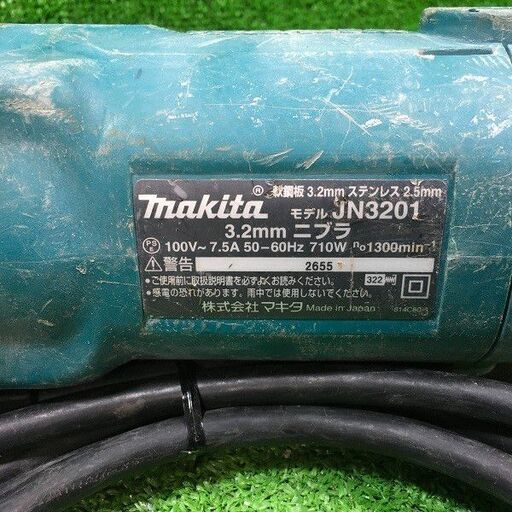 軟鋼板 3.2mm ステンレス 2.5mm
makita® モデル JN3201
3.2mm ニブラ
PS E 100V~ 7.5A 50-60Hz 710W n₀1300min⁻¹
⚠警告 2655
●ご使用前に取扱説明書を必ずよくお読みください。
●感電の恐れがあります。雨中では使用しないでください。
322
株式会社 マキタ Made in Japan